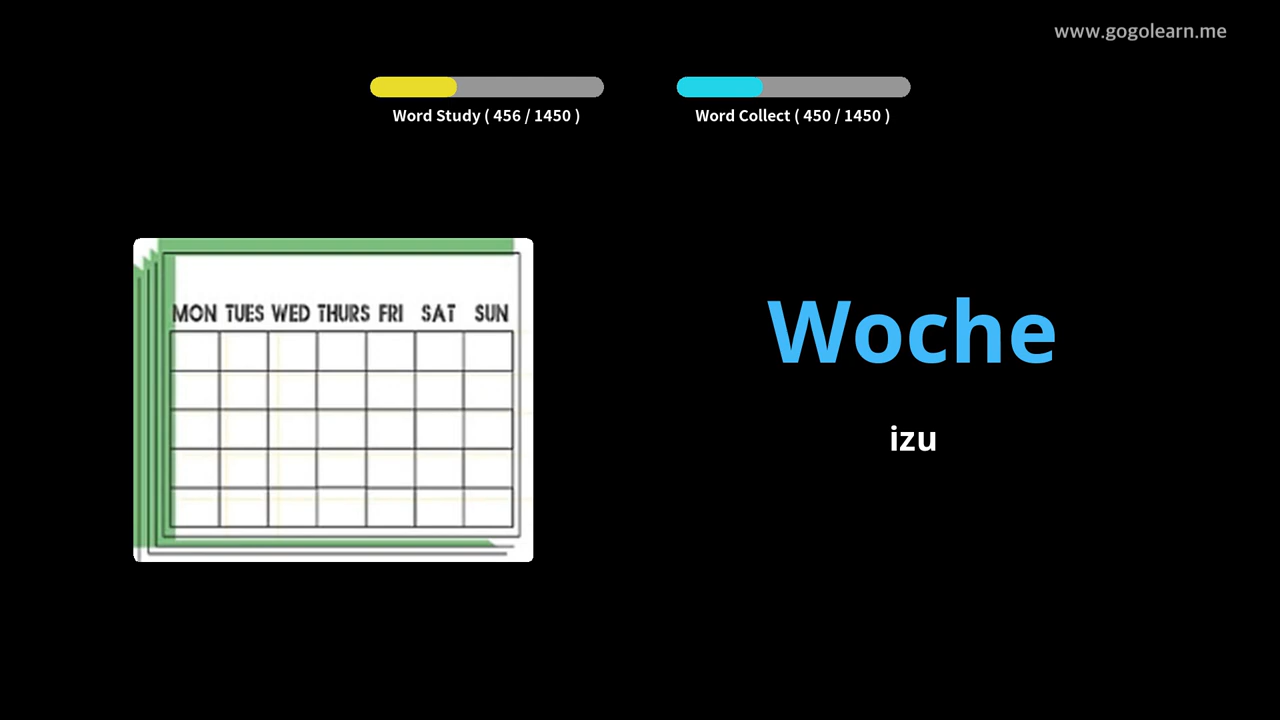 www.gogolearn.me
Word Study ( 456 / 1450 )
Word Collect ( 450 / 1450 )
MON TUES WED THURS FRI SAT SUN
Woche
izu